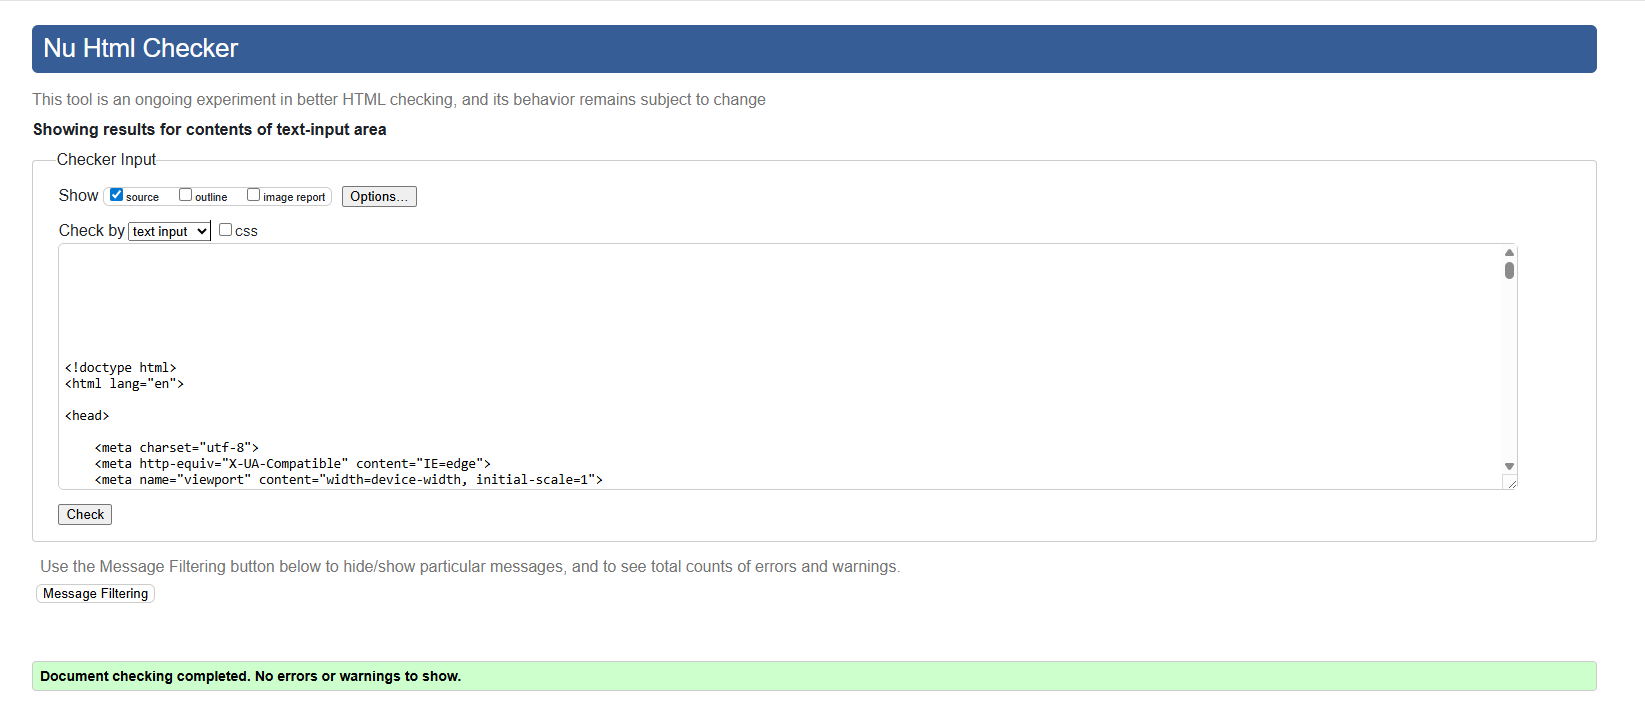 Nu Html Checker
This tool is an ongoing experiment in better HTML checking, and its behavior remains subject to change
Showing results for contents of text-input area
Checker Input
Show source outline image report Options...
Check by text input css
<!doctype html>
<html lang="en">
<head>
<meta charset="utf-8">
<meta http-equiv="X-UA-Compatible" content="IE=edge">
<meta name="viewport" content="width=device-width, initial-scale=1">
Check
Use the Message Filtering button below to hide/show particular messages, and to see total counts of errors and warnings.
Message Filtering
Document checking completed. No errors or warnings to show.